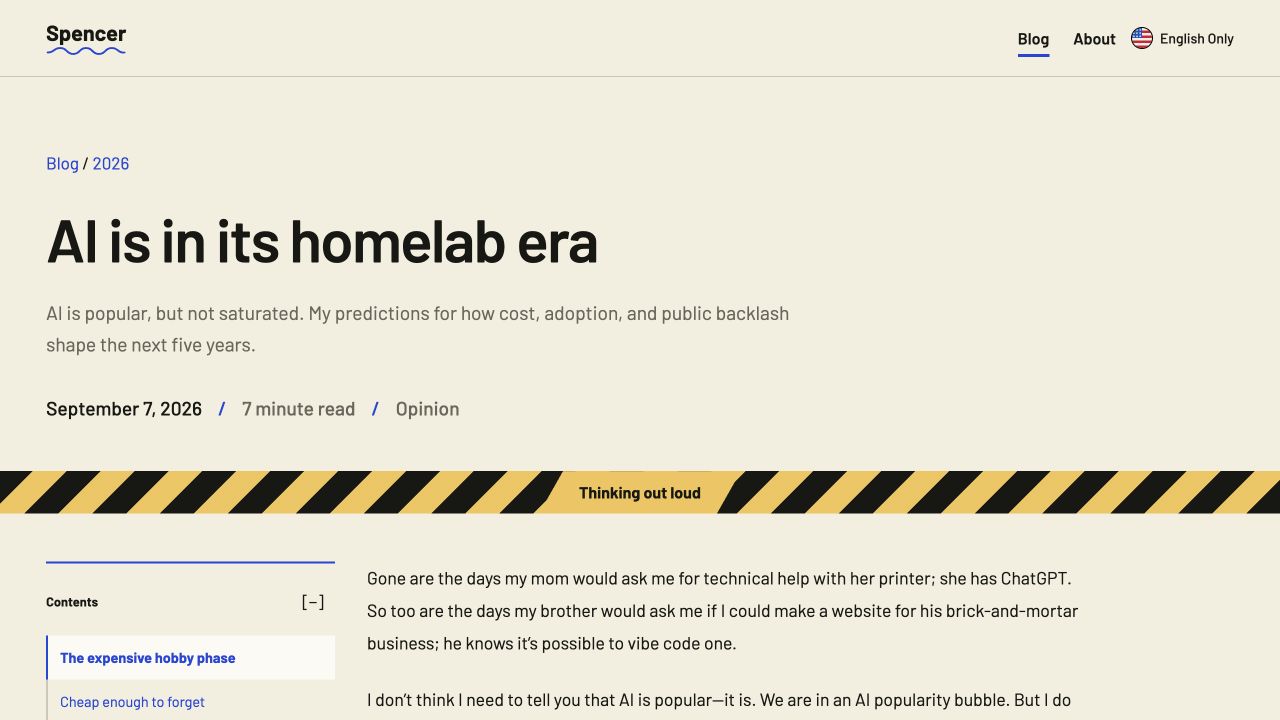 Spencer
Blog
About
English Only
Blog / 2026
AI is in its homelab era
AI is popular, but not saturated. My predictions for how cost, adoption, and public backlash
shape the next five years.
September 7, 2026 / 7 minute read / Opinion
Thinking out loud
Contents
[−]
The expensive hobby phase
Cheap enough to forget
Gone are the days my mom would ask me for technical help with her printer; she has ChatGPT.
So too are the days my brother would ask me if I could make a website for his brick-and-mortar
business; he knows it’s possible to vibe code one.
I don’t think I need to tell you that AI is popular—it is. We are in an AI popularity bubble. But I do